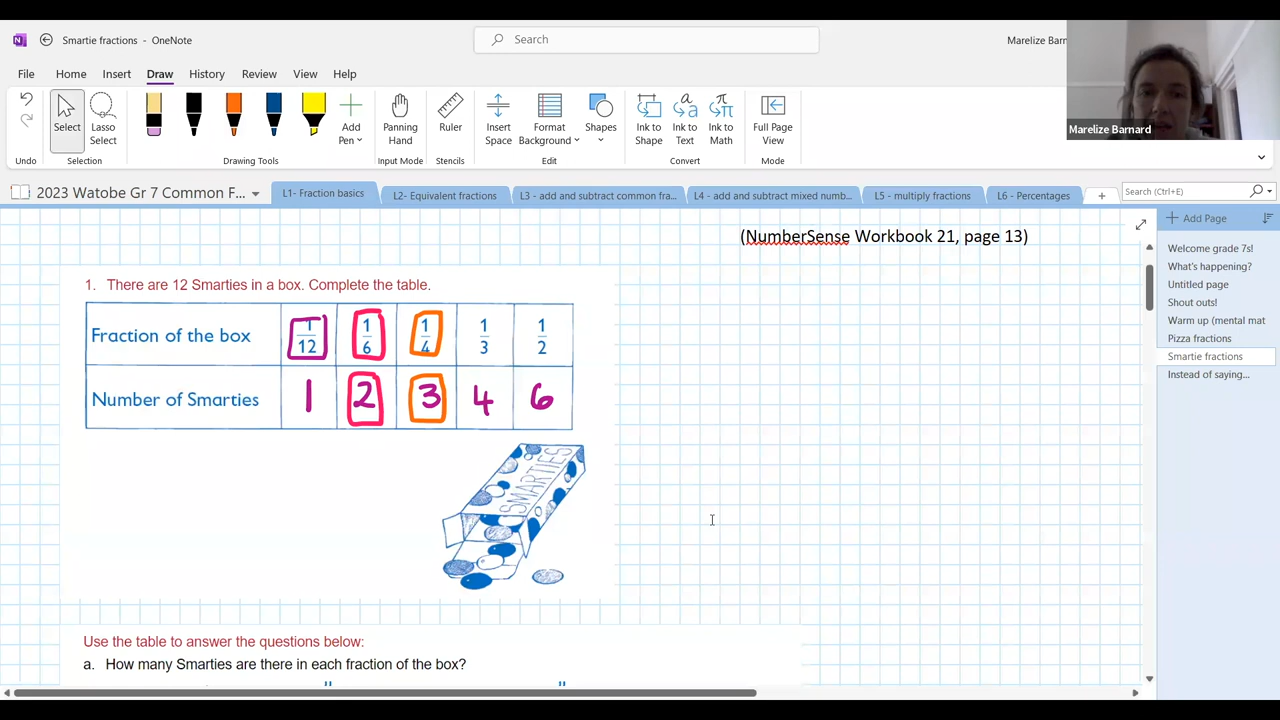 Smartie fractions - OneNote
Search
Marelize Bar
Marelize Barnard
File Home Insert Draw History Review View Help
Undo
Select
Lasso Select
Add Pen
Panning Hand
Ruler
Insert Space
Format Background
Shapes
Ink to Shape
Ink to Text
Ink to Math
Full Page View
Undo Selection Drawing Tools Input Mode Stencils Edit Convert Mode
2023 Watobe Gr 7 Common F...
L1- Fraction basics
L2- Equivalent fractions
L3 - add and subtract common fra...
L4 - add and subtract mixed numb...
L5 - multiply fractions
L6 - Percentages
Search (Ctrl+E)
Add Page
Welcome grade 7s!
What's happening?
Untitled page
Shout outs!
Warm up (mental mat
Pizza fractions
Smartie fractions
Instead of saying...
(NumberSense Workbook 21, page 13)
1. There are 12 Smarties in a box. Complete the table.
Fraction of the box 1/12 1/6 1/4 1/3 1/2
Number of Smarties 1 2 3 4 6
SMARTIES
Use the table to answer the questions below:
a. How many Smarties are there in each fraction of the box?